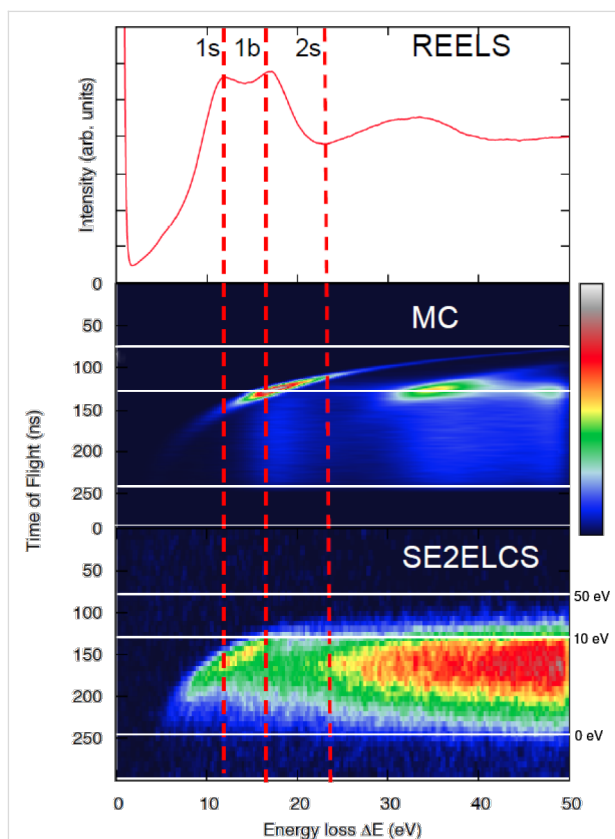 1s 1b 2s REELS
Intensity (arb. units)
0
50
100
150
200
250
MC
Time of Flight (ns)
0
50
100
150
200
250
SE2ELCS
50 eV
10 eV
0 eV
0 10 20 30 40 50
Energy loss ΔE (eV)